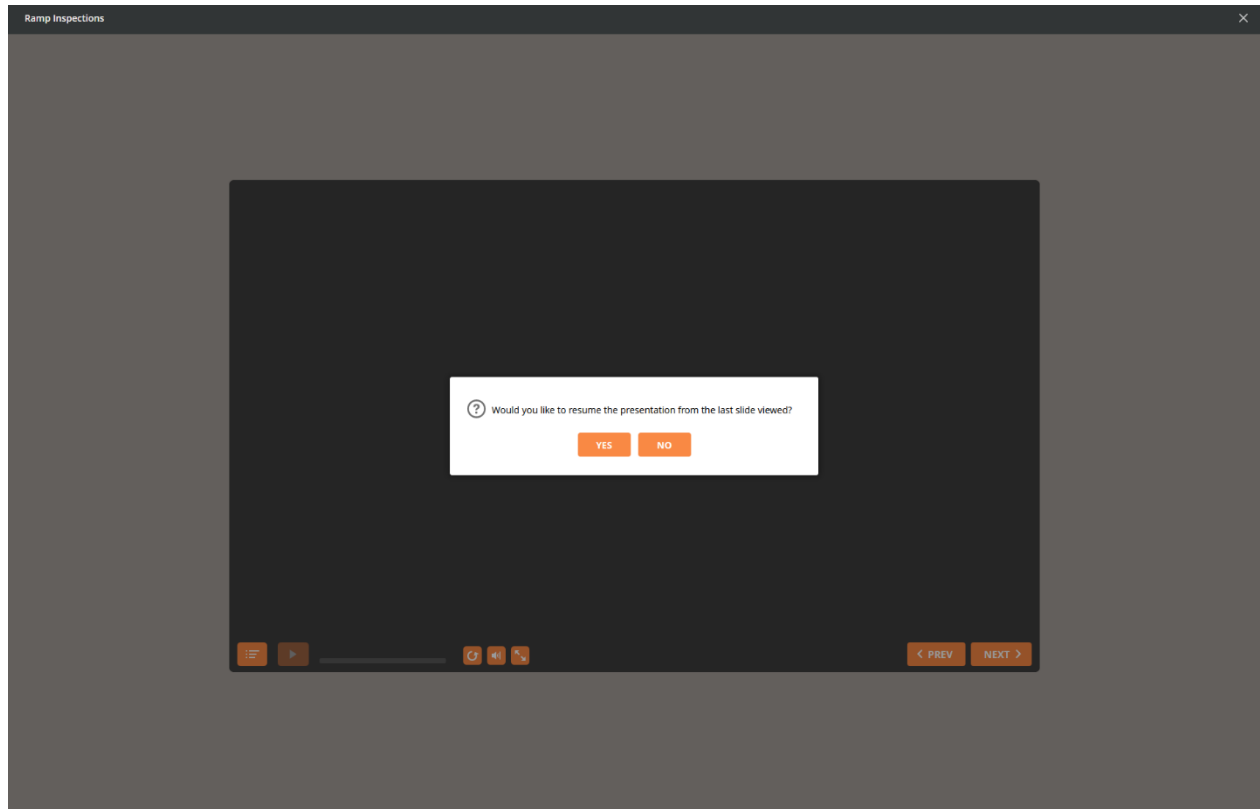 Ramp Inspections
Would you like to resume the presentation from the last slide viewed?
YES
NO
PREV
NEXT